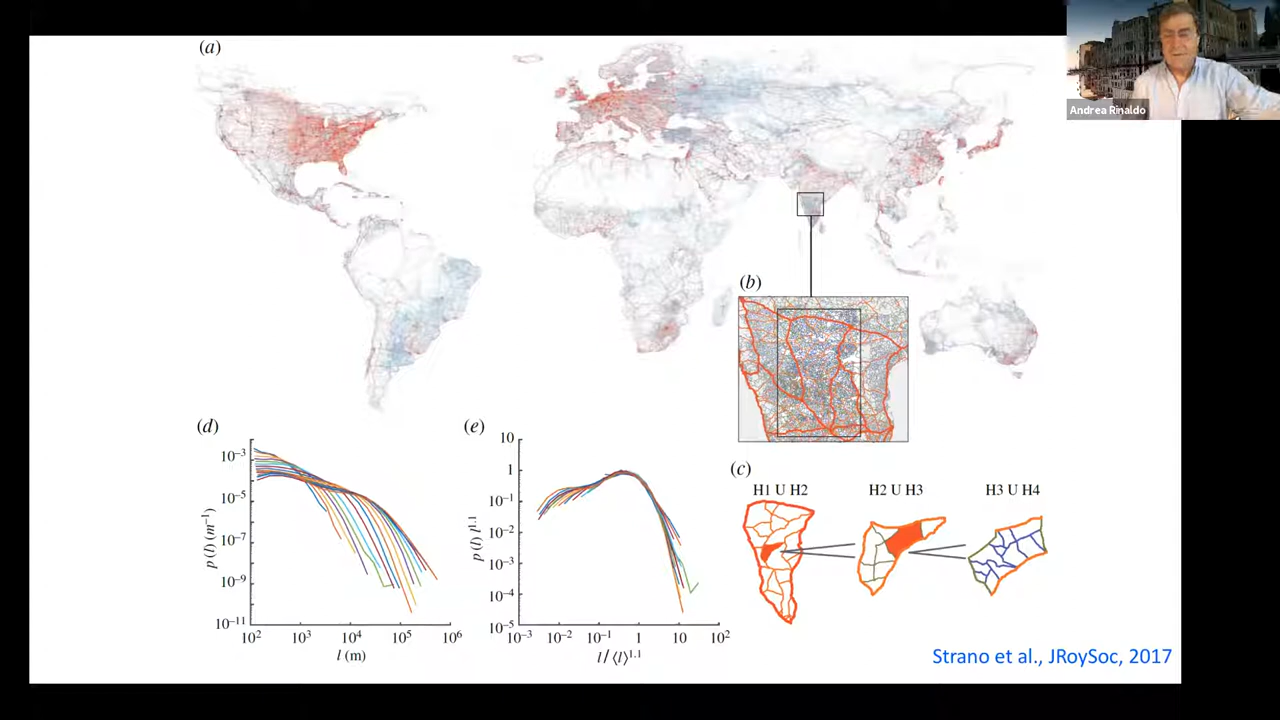 (a)
Andrea Rinaldo
(b)
(d)
(e)
(c)
10⁻³
10⁻⁵
10⁻⁷
10⁻⁹
10⁻¹¹
p (l) (m⁻¹)
10² 10³ 10⁴ 10⁵ 10⁶
l (m)
10
1
10⁻¹
10⁻²
10⁻³
10⁻⁴
10⁻⁵
p (l) l¹·¹
10⁻³ 10⁻² 10⁻¹ 1 10 10²
l / ⟨l⟩¹·¹
H1 U H2 H2 U H3 H3 U H4
Strano et al., JRoySoc, 2017